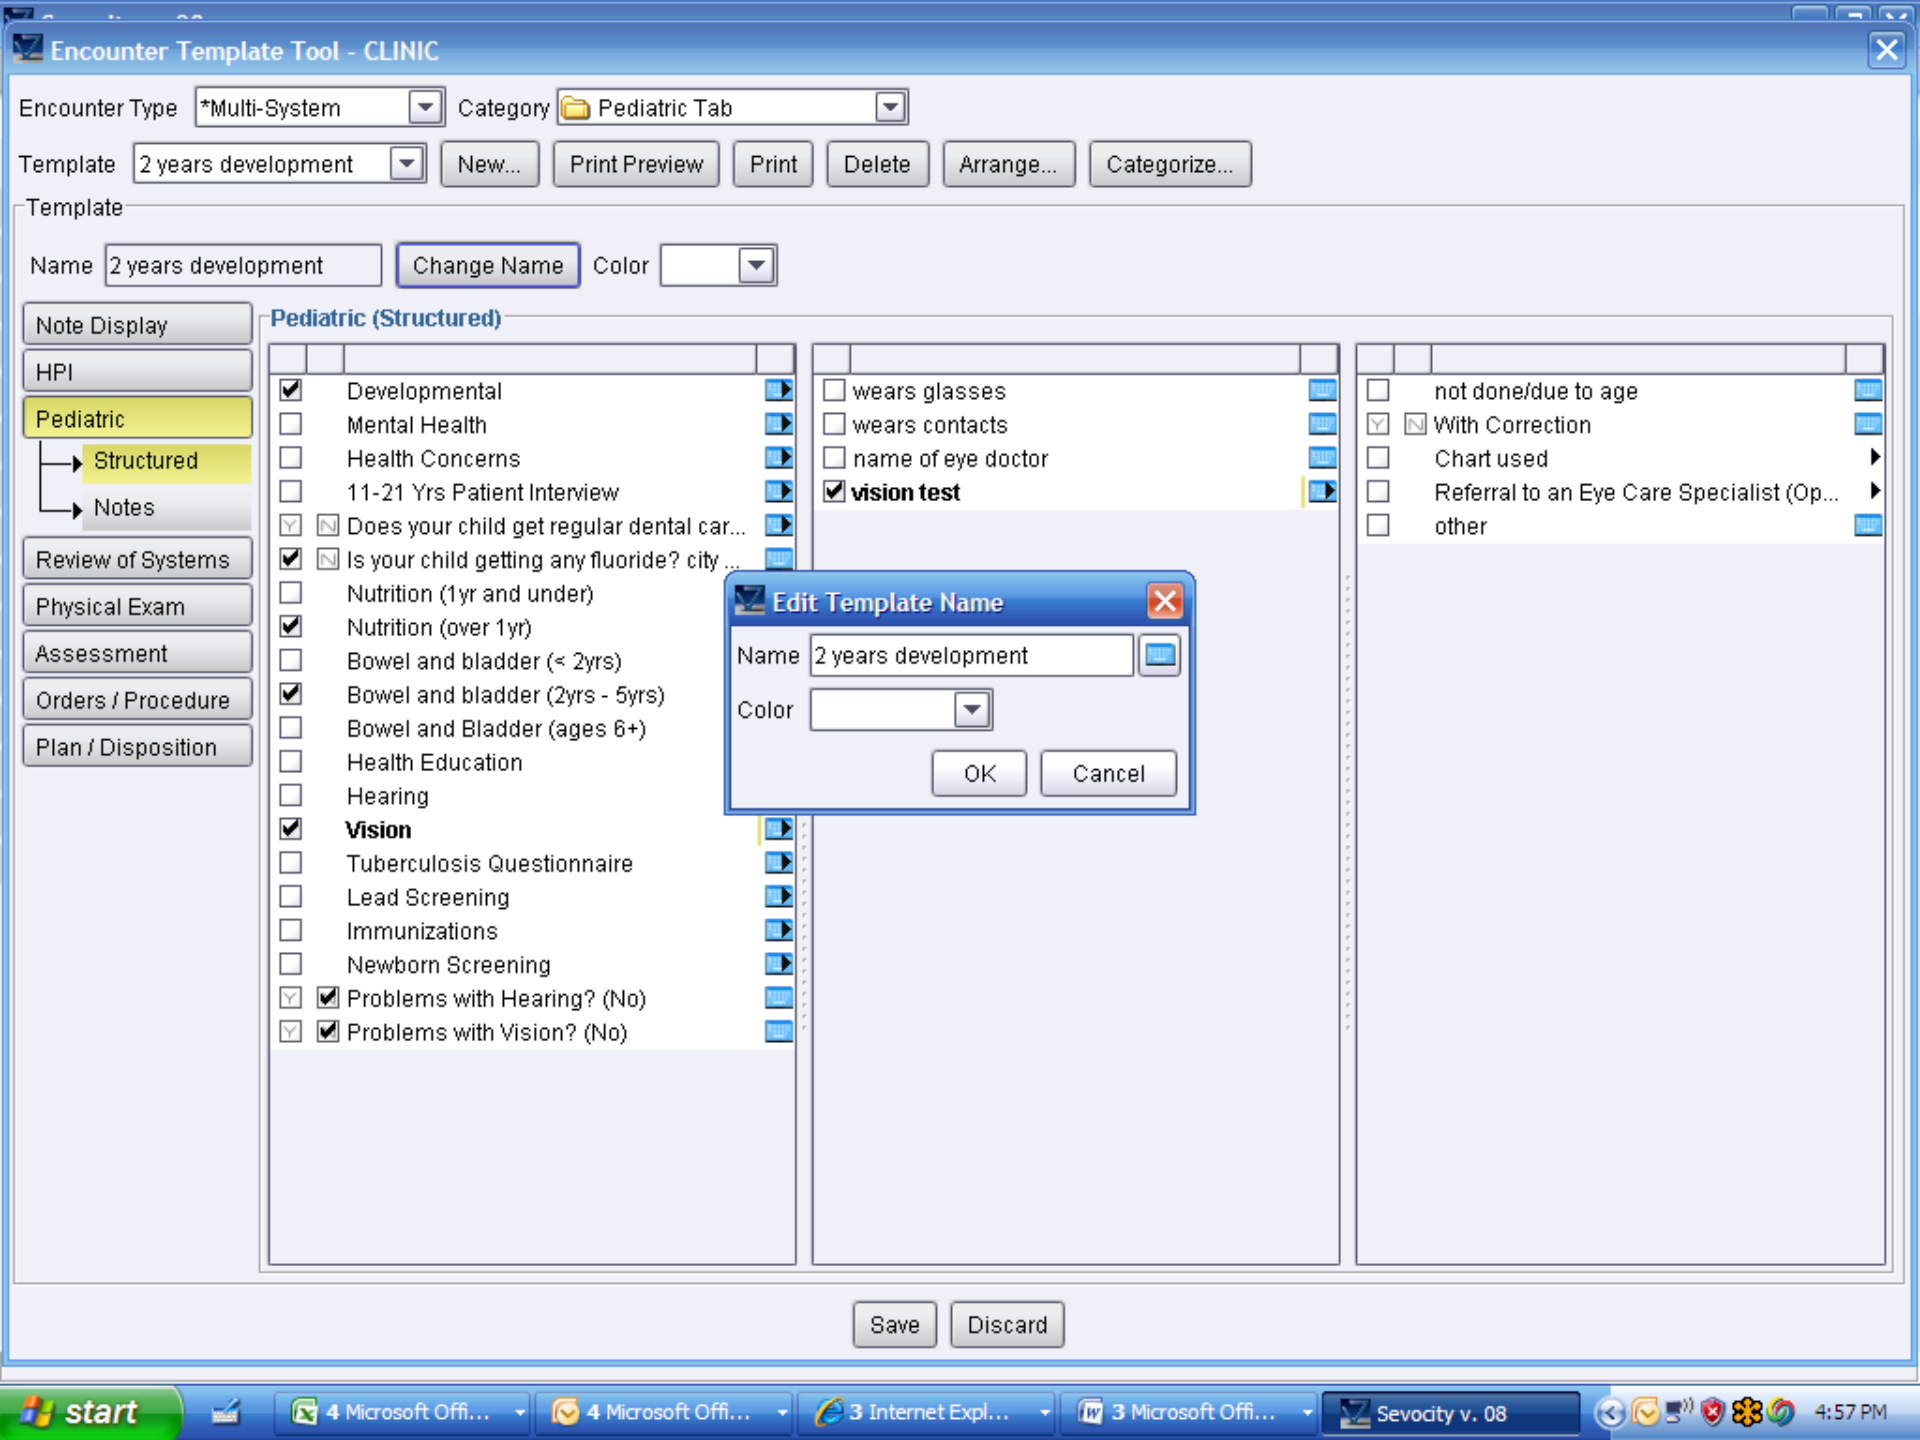 Encounter Template Tool - CLINIC
Encounter Type *Multi-System Category Pediatric Tab
Template 2 years development New... Print Preview Print Delete Arrange... Categorize...
Template
Name 2 years development Change Name Color
Note Display
HPI
Pediatric
Structured
Notes
Review of Systems
Physical Exam
Assessment
Orders / Procedure
Plan / Disposition
Pediatric (Structured)
Developmental
Mental Health
Health Concerns
11-21 Yrs Patient Interview
Y N Does your child get regular dental car...
N Is your child getting any fluoride? city ...
Nutrition (1yr and under)
Nutrition (over 1yr)
Bowel and bladder (< 2yrs)
Bowel and bladder (2yrs - 5yrs)
Bowel and Bladder (ages 6+)
Health Education
Hearing
Vision
Tuberculosis Questionnaire
Lead Screening
Immunizations
Newborn Screening
Y Problems with Hearing? (No)
Y Problems with Vision? (No)
wears glasses
wears contacts
name of eye doctor
vision test
not done/due to age
Y N With Correction
Chart used
Referral to an Eye Care Specialist (Op...
other
Edit Template Name
Name 2 years development
Color
OK Cancel
Save Discard
start 4 Microsoft Offi... 4 Microsoft Offi... 3 Internet Expl... 3 Microsoft Offi... Sevocity v. 08 4:57 PM